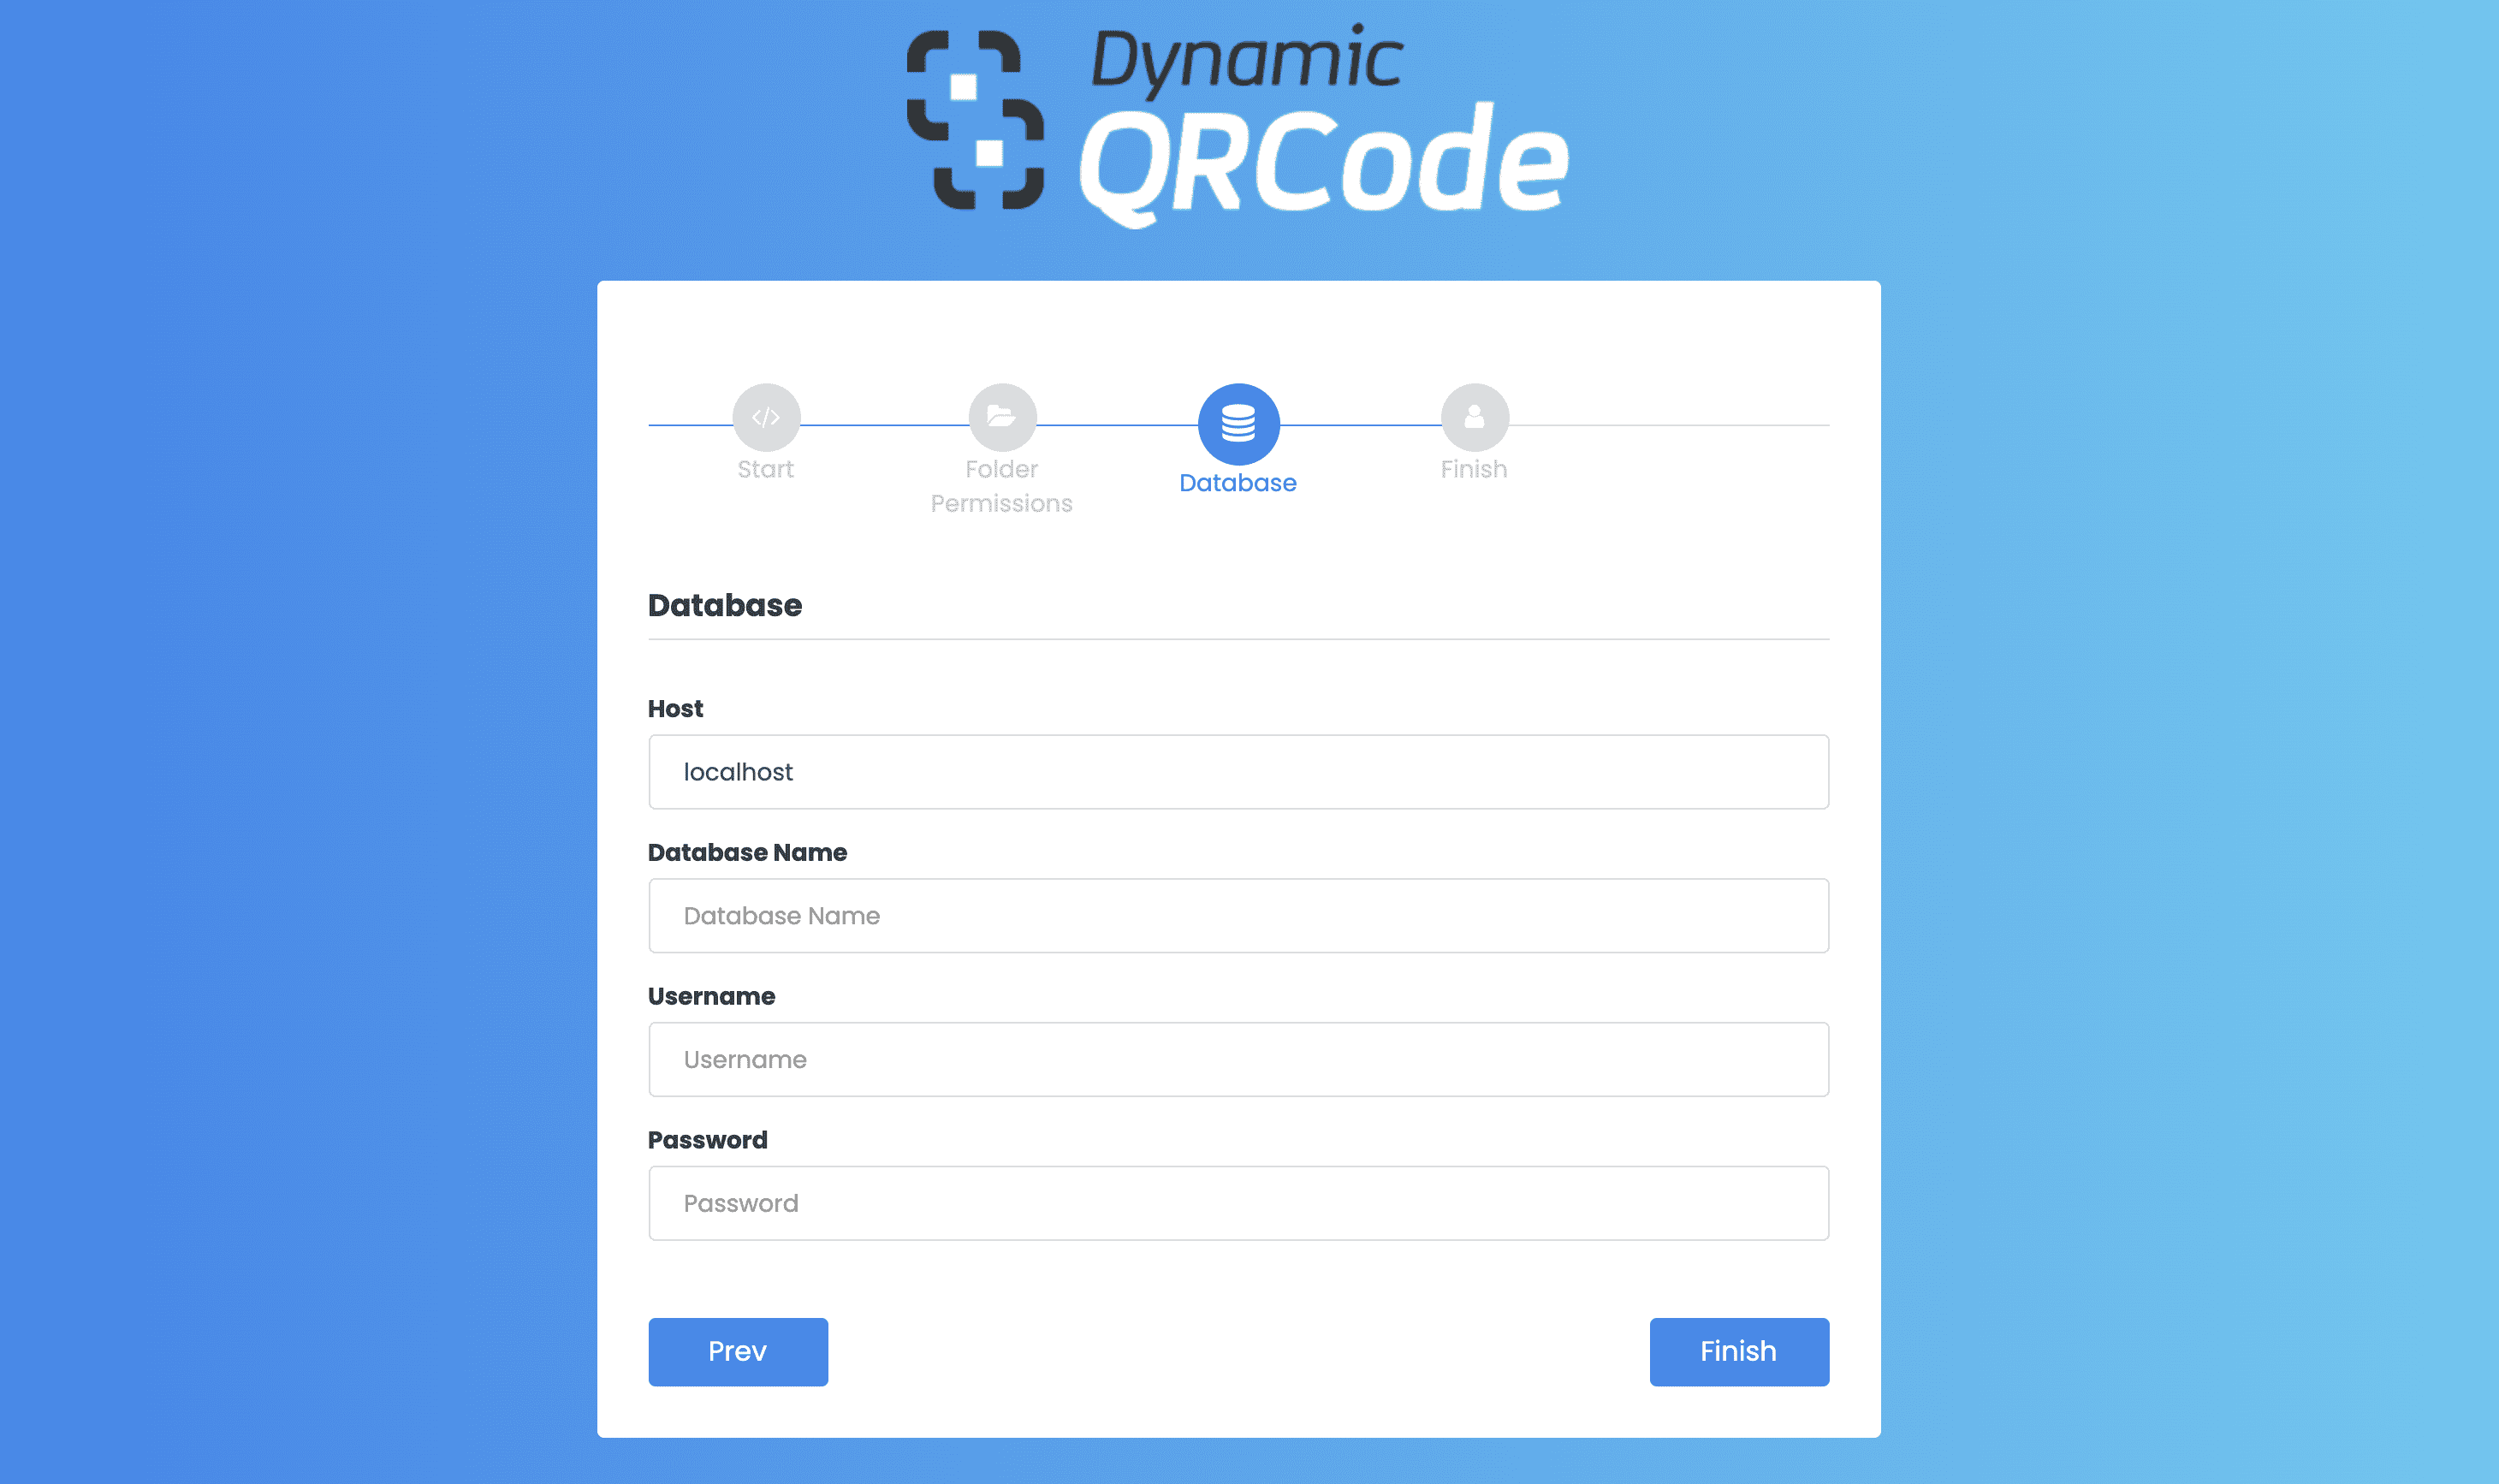 Dynamic
QRCode
Start
Folder
Permissions
Database
Finish
Database
Host
localhost
Database Name
Database Name
Username
Username
Password
Password
Prev
Finish